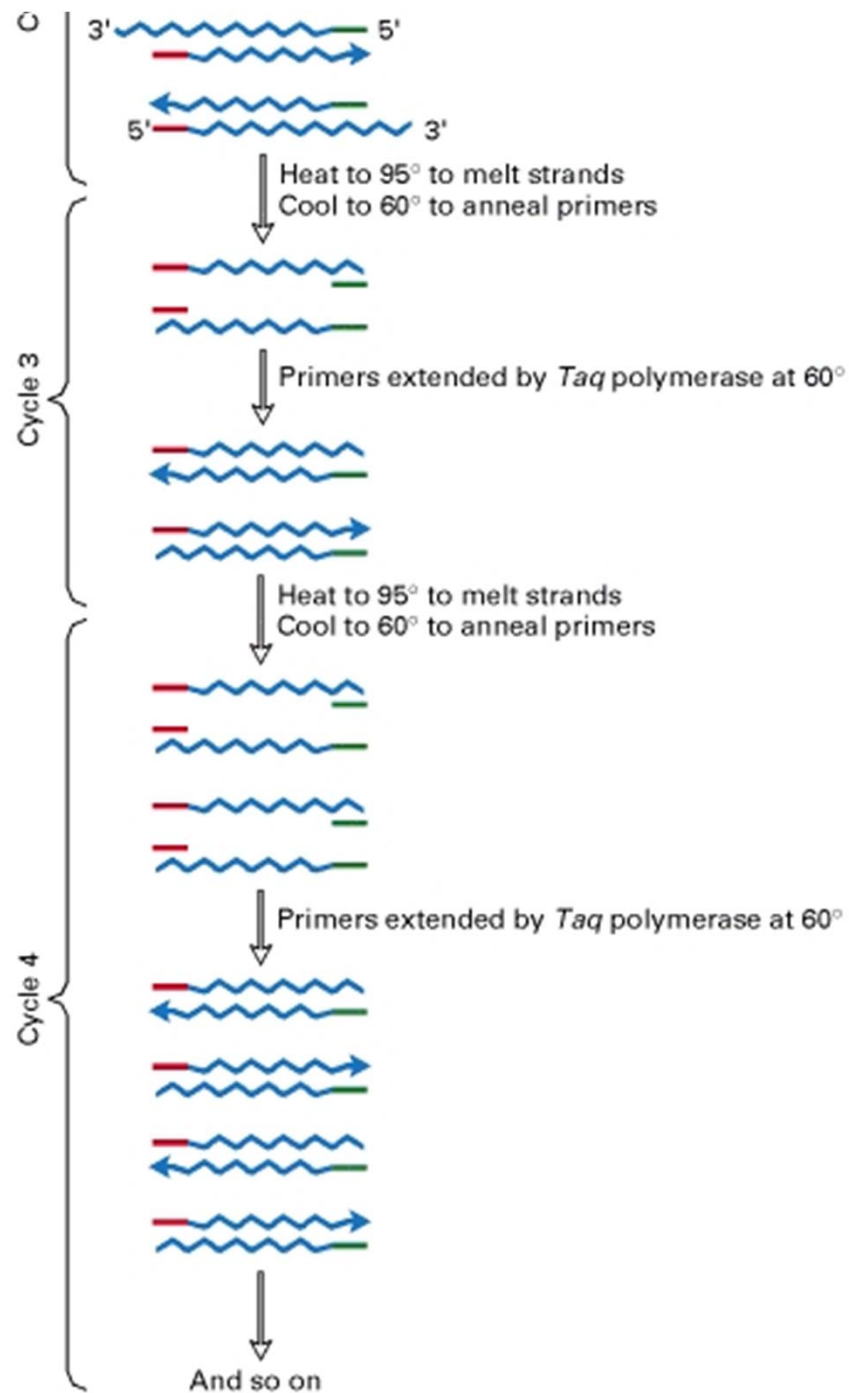 3' 5'
5' 3'
Heat to 95° to melt strands
Cool to 60° to anneal primers
Cycle 3
Primers extended by Taq polymerase at 60°
Heat to 95° to melt strands
Cool to 60° to anneal primers
Cycle 4
Primers extended by Taq polymerase at 60°
And so on